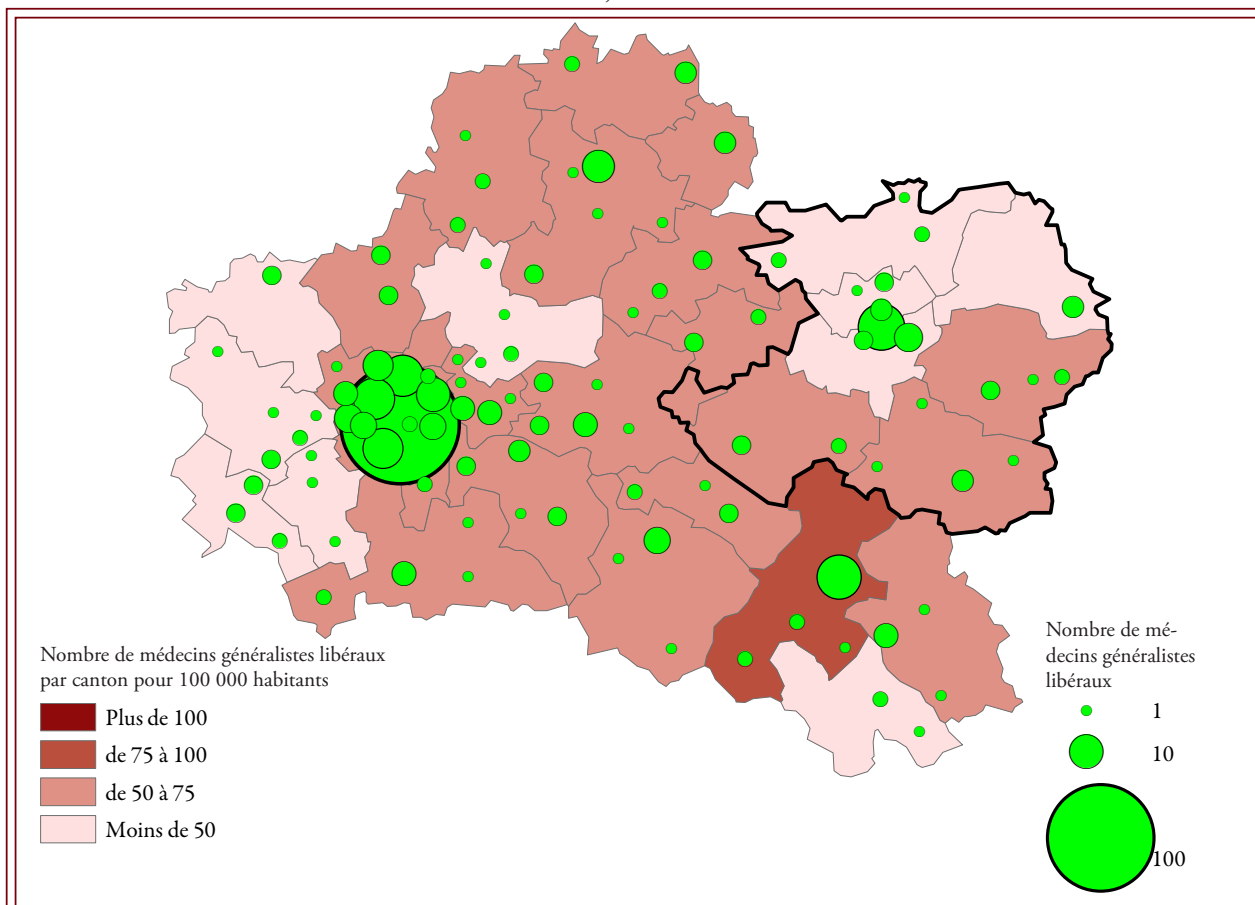 Nombre de médecins généralistes libéraux
par canton pour 100 000 habitants
Plus de 100
de 75 à 100
de 50 à 75
Moins de 50
Nombre de mé-
decins généralistes
libéraux
1
10
100